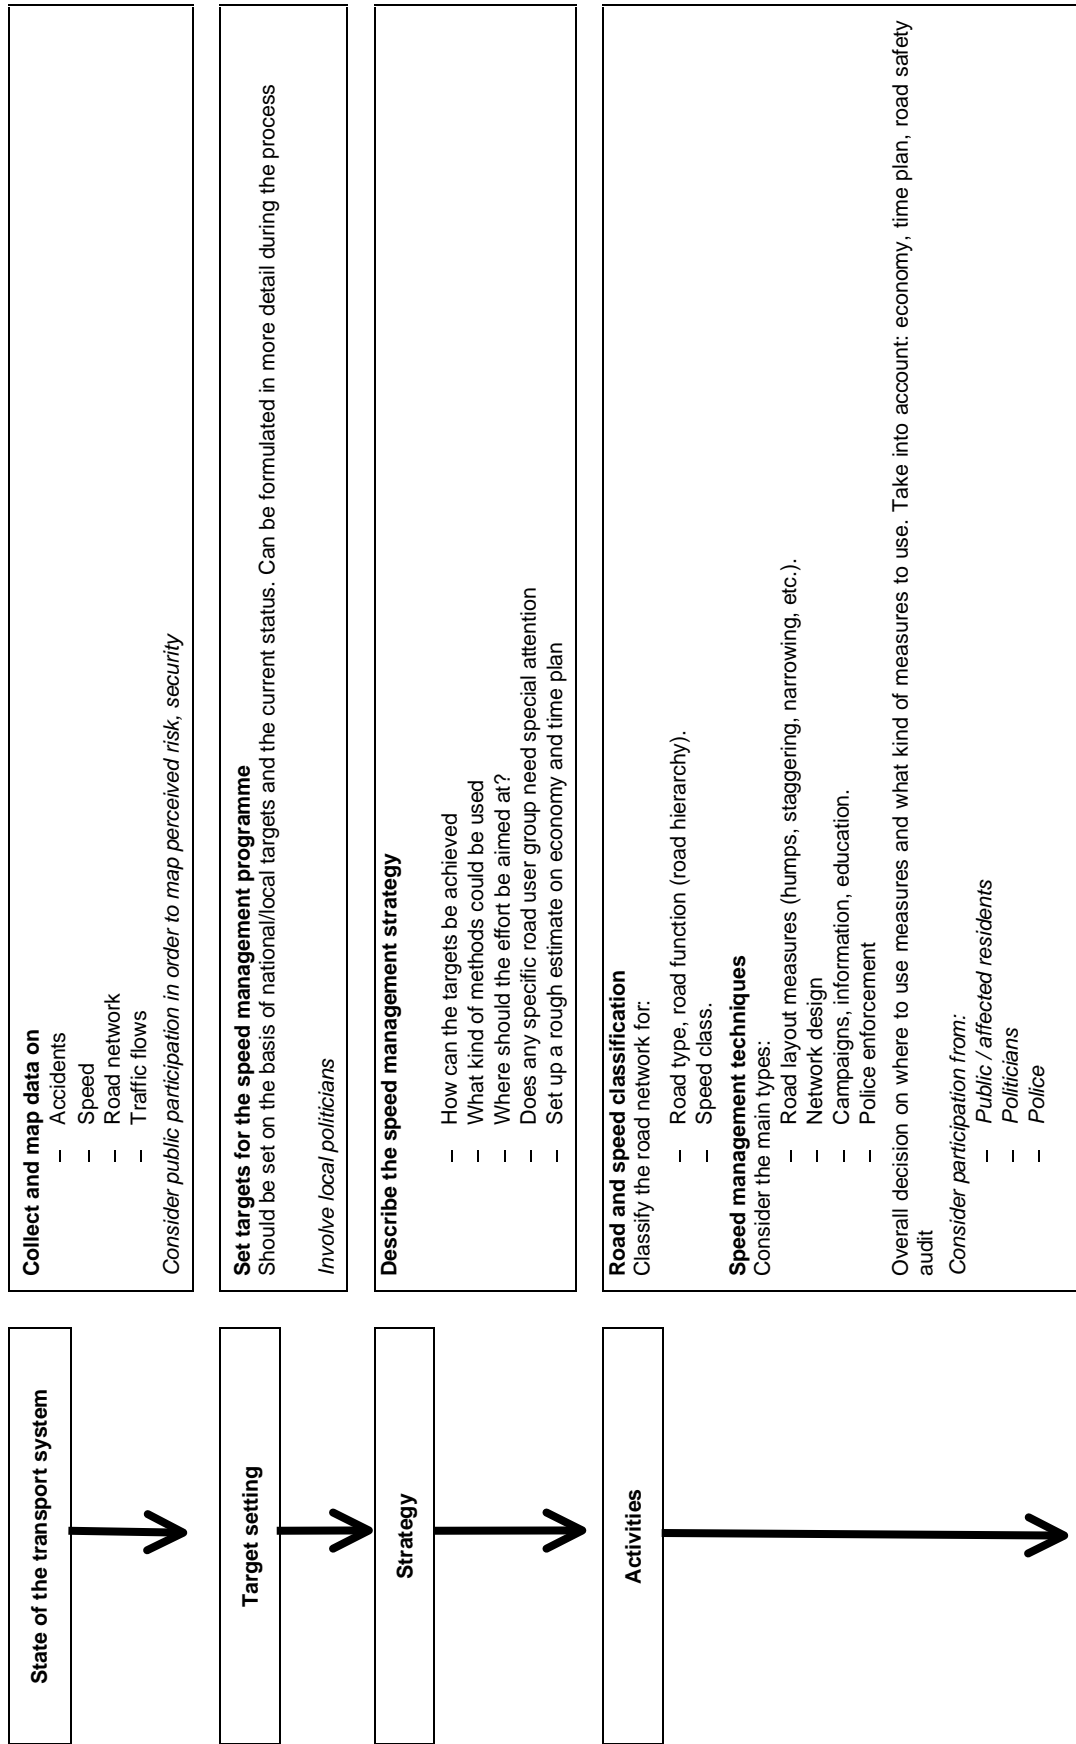 State of the transport system
Collect and map data on
– Accidents
– Speed
– Road network
– Traffic flows
Consider public participation in order to map perceived risk, security
Target setting
Set targets for the speed management programme
Should be set on the basis of national/local targets and the current status. Can be formulated in more detail during the process
Involve local politicians
Strategy
Describe the speed management strategy
– How can the targets be achieved
– What kind of methods could be used
– Where should the effort be aimed at?
– Does any specific road user group need special attention
– Set up a rough estimate on economy and time plan
Activities
Road and speed classification
Classify the road network for:
– Road type, road function (road hierarchy).
– Speed class.
Speed management techniques
Consider the main types:
– Road layout measures (humps, staggering, narrowing, etc.).
– Network design
– Campaigns, information, education.
– Police enforcement
Overall decision on where to use measures and what kind of measures to use. Take into account: economy, time plan, road safety
audit
Consider participation from:
– Public / affected residents
– Politicians
– Police